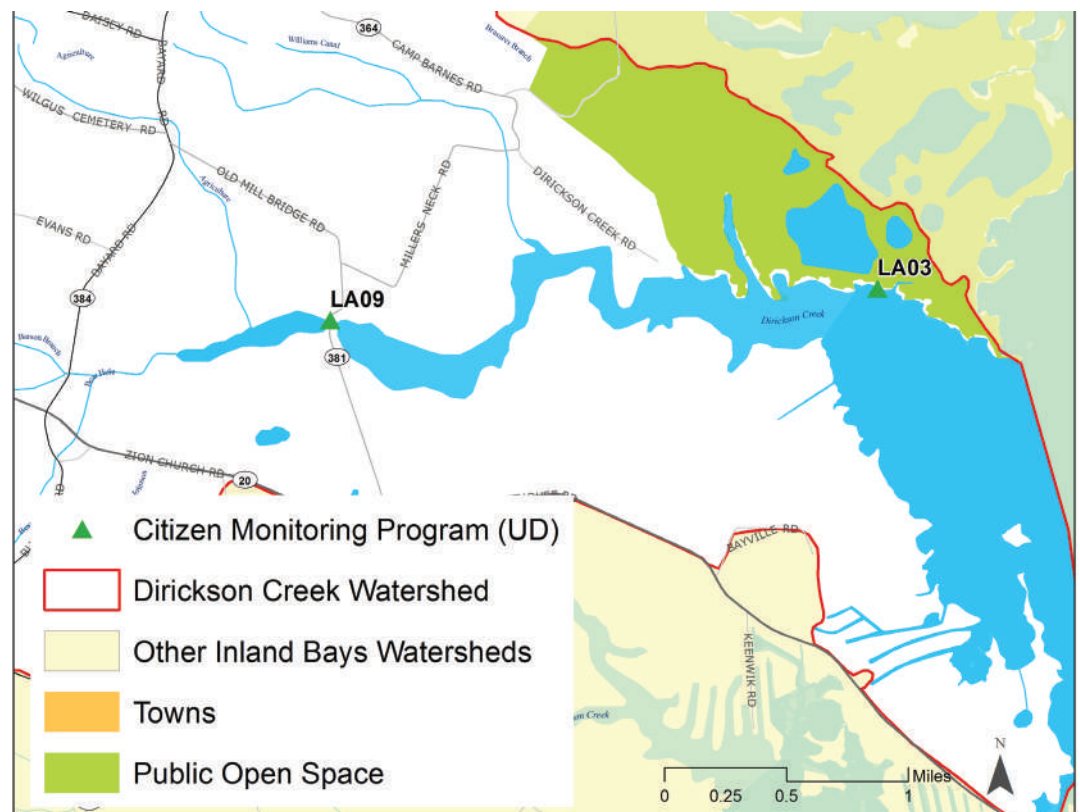 DAISEY RD
Agriculture
BAYARD RD
Williams Canal
364
CAMP BARNES RD
WILGUS CEMETERY RD
OLD MILL BRIDGE RD
Agriculture
MILLERS NECK RD
DIRICKSON CREEK RD
EVANS RD
BAYARD RD
384
LA09
LA03
Dirickson Creek
381
ZION CHURCH RD
20
BAYVILLE RD
KEENWIK RD
Creek
Citizen Monitoring Program (UD)
Dirickson Creek Watershed
Other Inland Bays Watersheds
Towns
Public Open Space
N
Miles
0 0.25 0.5 1